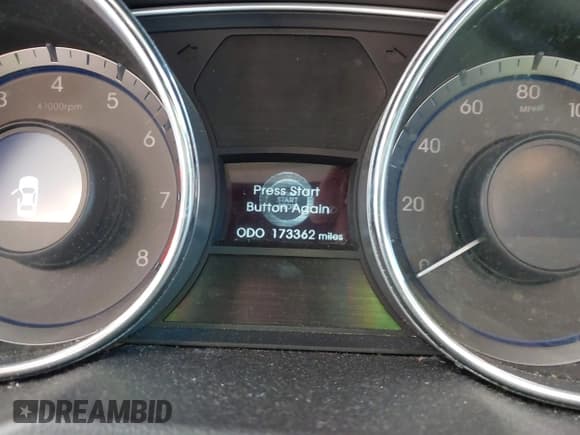 3 4 5 6 7 8
x1000rpm
Press Start
START
Button Again
ODO 173362 miles
0 20 40 60 80
MPH
DREAMBID